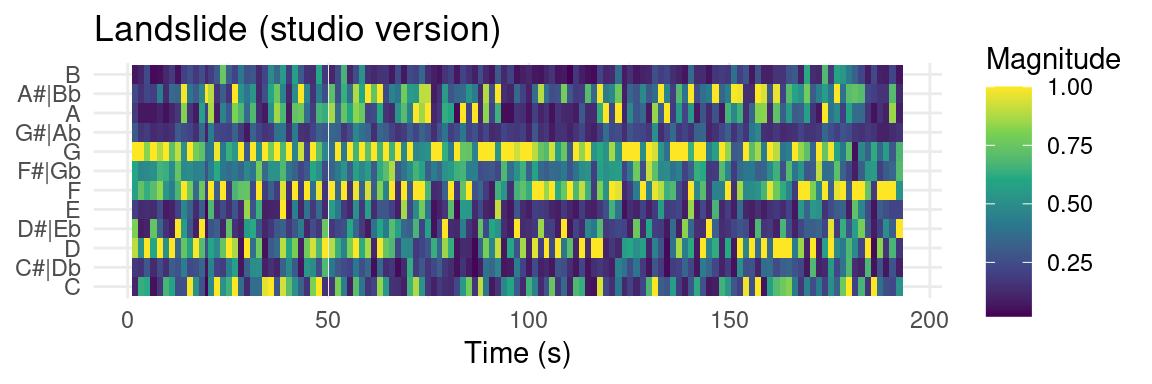 Landslide (studio version)
B
A#|Bb
A
G#|Ab
G
F#|Gb
F
E
D#|Eb
D
C#|Db
C
0 50 100 150 200
Time (s)
Magnitude
1.00
0.75
0.50
0.25